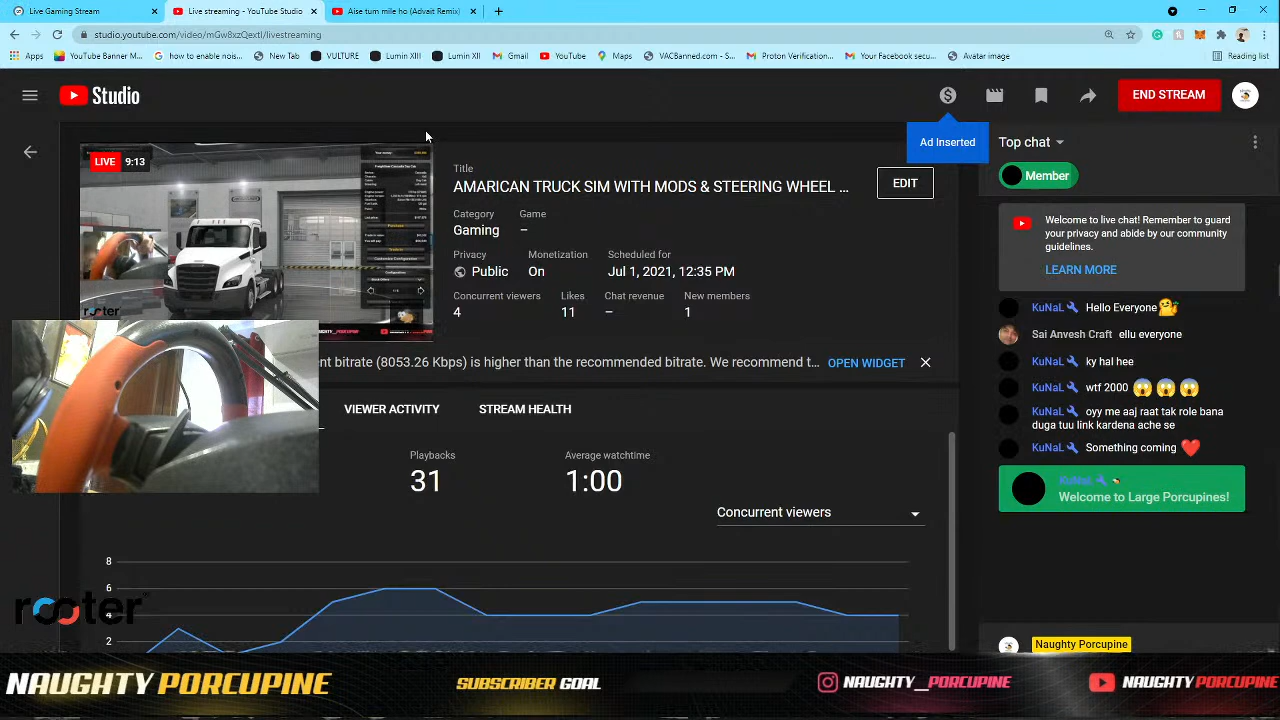 Live Gaming Stream
Live streaming - YouTube Studio
Aise tum mile ho (Advait Remix)
studio.youtube.com/video/mGw8xzQextI/livestreaming
Apps
YouTube Banner M...
how to enable nois...
New Tab
VULTURE
Lumin XIII
Lumin XII
Gmail
YouTube
Maps
VACBanned.com -...
Proton Verification...
Your Facebook secu...
Avatar image
Reading list
Studio
END STREAM
Ad Inserted
LIVE 9:13
Title
AMARICAN TRUCK SIM WITH MODS & STEERING WHEEL ...
EDIT
Category
Gaming
Game
–
Privacy
Public
Monetization
On
Scheduled for
Jul 1, 2021, 12:35 PM
Concurrent viewers
4
Likes
11
Chat revenue
–
New members
1
rooter
nt bitrate (8053.26 Kbps) is higher than the recommended bitrate. We recommend t...
OPEN WIDGET
VIEWER ACTIVITY
STREAM HEALTH
Playbacks
31
Average watchtime
1:00
Concurrent viewers
8
6
4
2
Top chat
Member
Welcome to live chat! Remember to guard
your privacy and abide by our community
guidelines.
LEARN MORE
KuNaL Hello Everyone
Sai Anvesh Craft ellu everyone
KuNaL ky hal hee
KuNaL wtf 2000
KuNaL oyy me aaj raat tak role bana
duga tuu link kardena ache se
KuNaL Something coming
KuNaL
Welcome to Large Porcupines!
Naughty Porcupine
rooter
NAUGHTY PORCUPINE
SUBSCRIBER GOAL
NAUGHTY__PORCUPINE
NAUGHTY PORCUPINE